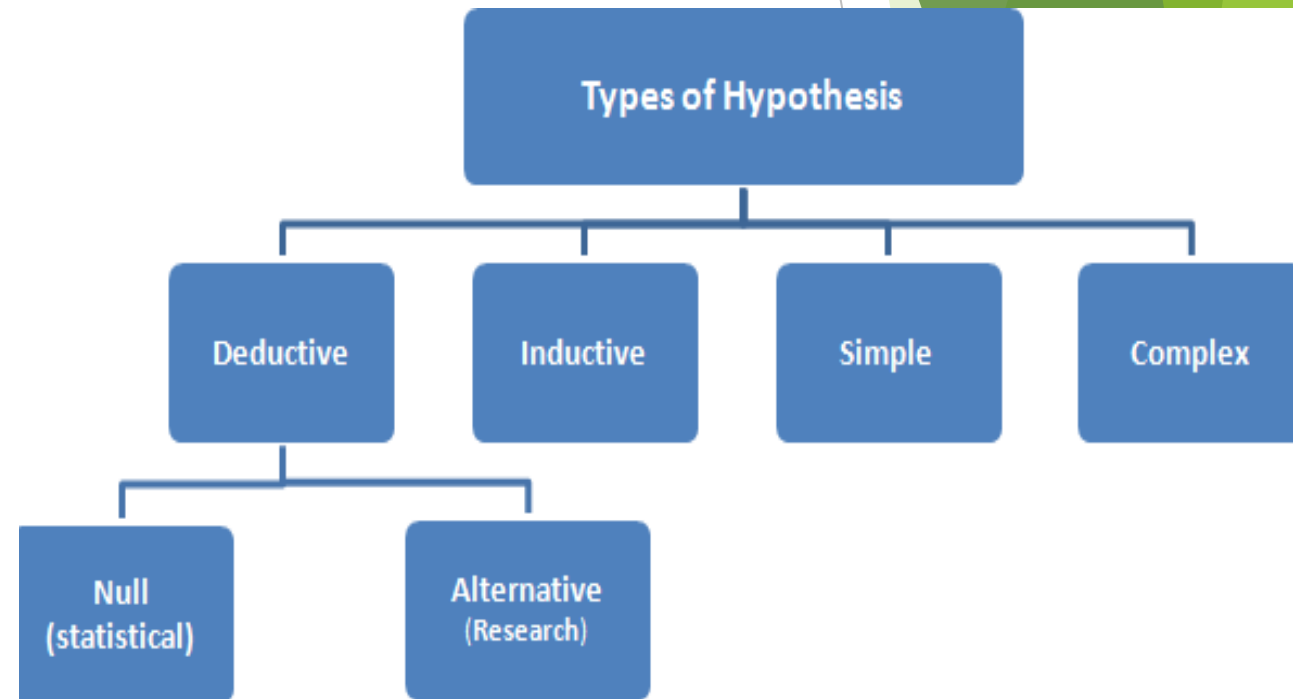 Types of Hypothesis
Deductive
Inductive
Simple
Complex
Null
(statistical)
Alternative
(Research)